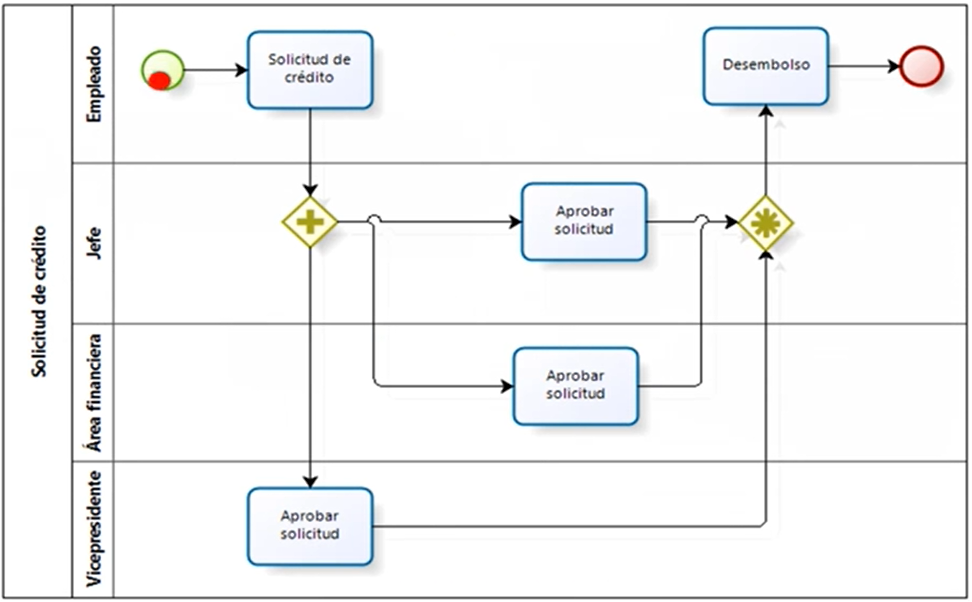 Solicitud de crédito
Empleado
Solicitud de
crédito
Desembolso
Jefe
Aprobar
solicitud
Área financiera
Aprobar
solicitud
Vicepresidente
Aprobar
solicitud